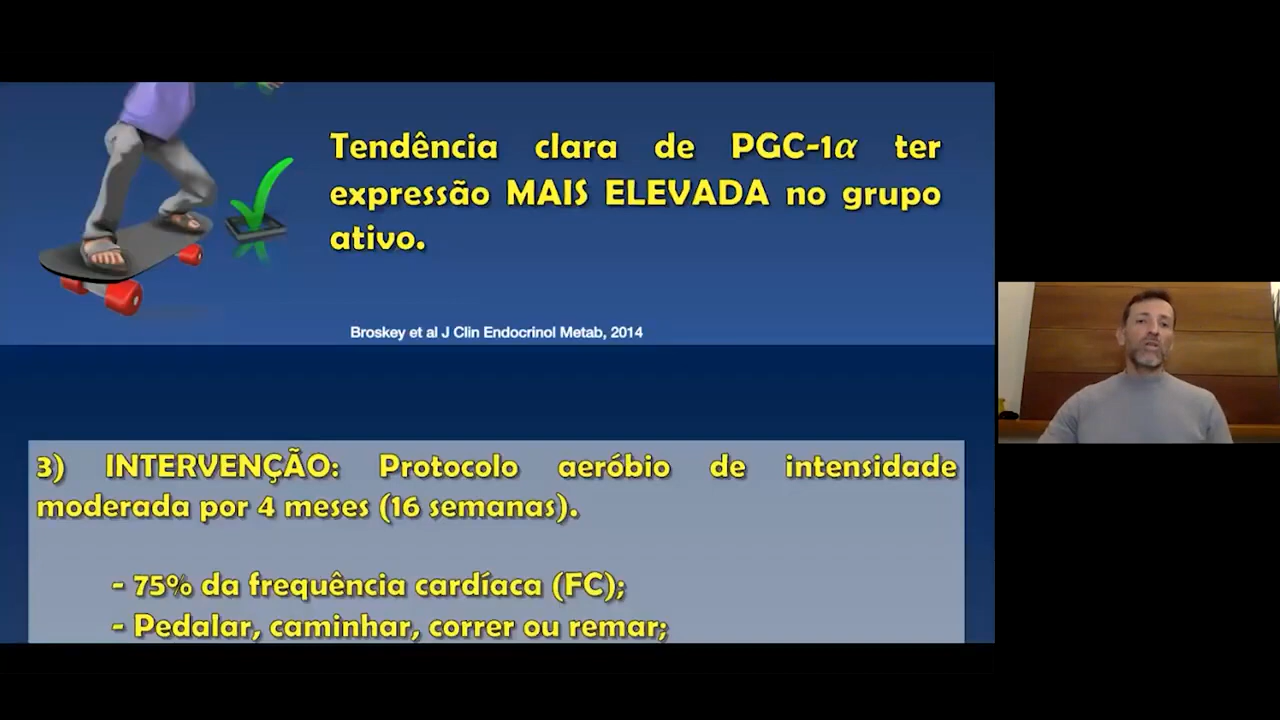 Tendência clara de PGC-1α ter
expressão MAIS ELEVADA no grupo
ativo.
Broskey et al J Clin Endocrinol Metab, 2014
3) INTERVENÇÃO: Protocolo aeróbio de intensidade
moderada por 4 meses (16 semanas).
- 75% da frequência cardíaca (FC);
- Pedalar, caminhar, correr ou remar;